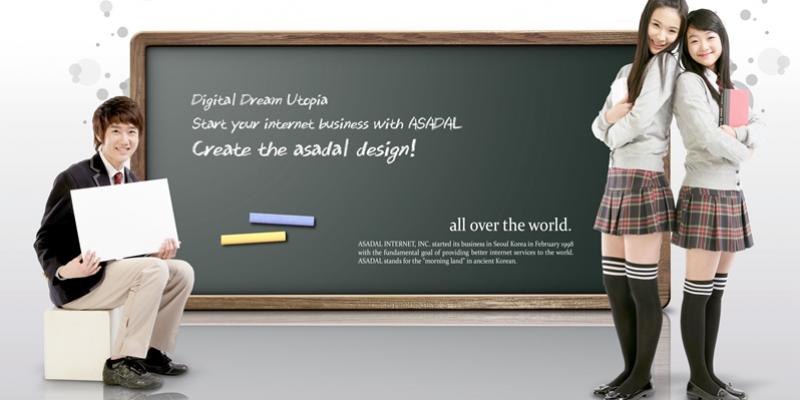 Digital Dream Utopia
Start your internet business with ASADAL
Create the asadal design!
all over the world.
ASADAL INTERNET, INC. started its business in Seoul Korea in February 1998
with the fundamental goal of providing better internet services to the world.
ASADAL stands for the "morning land" in ancient Korean.